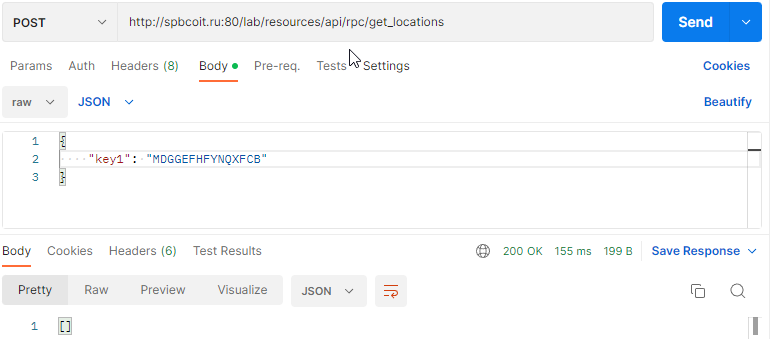 POST http://spbcoit.ru:80/lab/resources/api/rpc/get_locations Send
Params Auth Headers (8) Body Pre-req. Tests Settings Cookies
raw JSON Beautify
1 {
2 "key1": "MDGGEFHFYNQXFCB"
3 }
Body Cookies Headers (6) Test Results 200 OK 155 ms 199 B Save Response
Pretty Raw Preview Visualize JSON
1 []